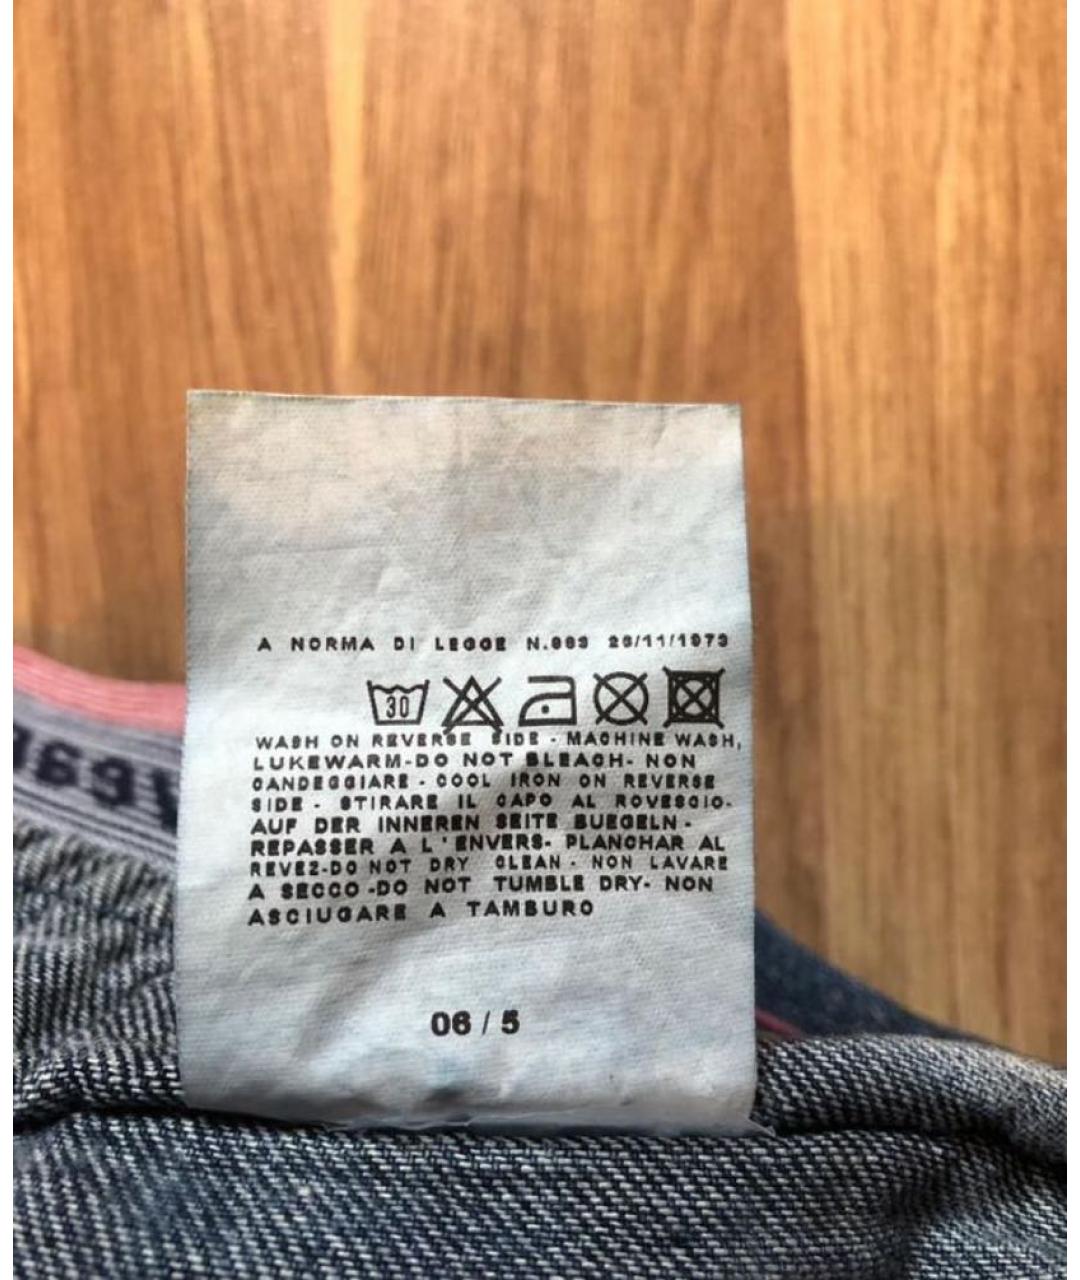 A NORMA DI LEGGE N.883 26/11/1973
30
WASH ON REVERSE SIDE - MACHINE WASH,
LUKEWARM-DO NOT BLEACH- NON
CANDEGGIARE - COOL IRON ON REVERSE
SIDE - STIRARE IL CAPO AL ROVESCIO-
AUF DER INNEREN SEITE BUEGELN -
REPASSER A L'ENVERS- PLANCHAR AL
REVEZ-DO NOT DRY CLEAN - NON LAVARE
A SECCO -DO NOT TUMBLE DRY- NON
ASCIUGARE A TAMBURO
06 / 5